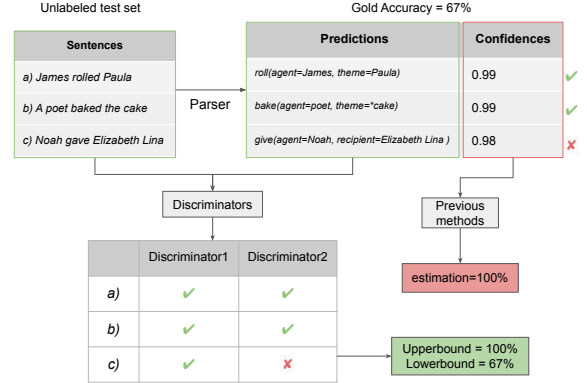 Unlabeled test set
Gold Accuracy = 67%
Sentences
Predictions
Confidences
a) James rolled Paula
roll(agent=James, theme=Paula)
0.99 ✔
b) A poet baked the cake
Parser
bake(agent=poet, theme=*cake)
0.99 ✔
c) Noah gave Elizabeth Lina
give(agent=Noah, recipient=Elizabeth Lina )
0.98 ✘
Discriminators
Previous
methods
Discriminator1 Discriminator2
estimation=100%
a) ✔ ✔
b) ✔ ✔
c) ✔ ✘
Upperbound = 100%
Lowerbound = 67%